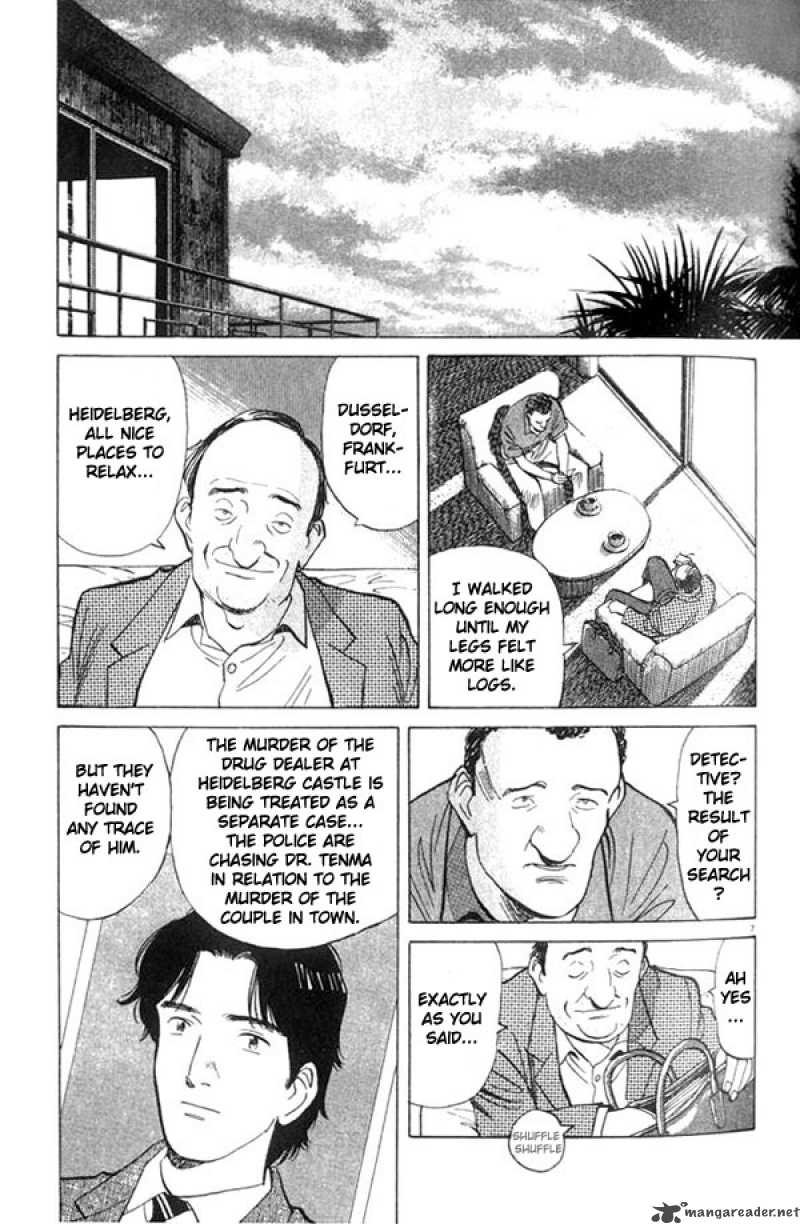 I WALKED
LONG ENOUGH
UNTIL MY
LEGS FELT
MORE LIKE
LOGS.
DUSSEL-
DORF,
FRANK-
FURT...
HEIDELBERG,
ALL NICE
PLACES TO
RELAX...
DETEC-
TIVE?
THE
RESULT
OF
YOUR
SEARCH
?
7
AH
YES
...
EXACTLY
AS YOU
SAID...
SHUFFLE
SHUFFLE
THE MURDER OF THE
DRUG DEALER AT
HEIDELBERG CASTLE IS
BEING TREATED AS A
SEPARATE CASE...
THE POLICE ARE
CHASING DR. TENMA
IN RELATION TO THE
MURDER OF THE
COUPLE IN TOWN.
BUT THEY
HAVEN'T
FOUND
ANY TRACE
OF HIM.
mangareader.net